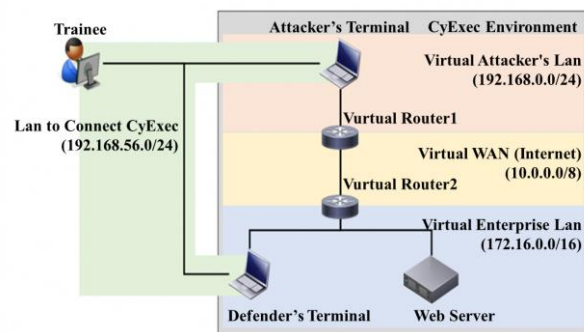 Trainee
Attacker's Terminal
CyExec Environment
Virtual Attacker's Lan
(192.168.0.0/24)
Lan to Connect CyExec
(192.168.56.0/24)
Vurtual Router1
Virtual WAN (Internet)
(10.0.0.0/8)
Vurtual Router2
Virtual Enterprise Lan
(172.16.0.0/16)
Defender's Terminal
Web Server